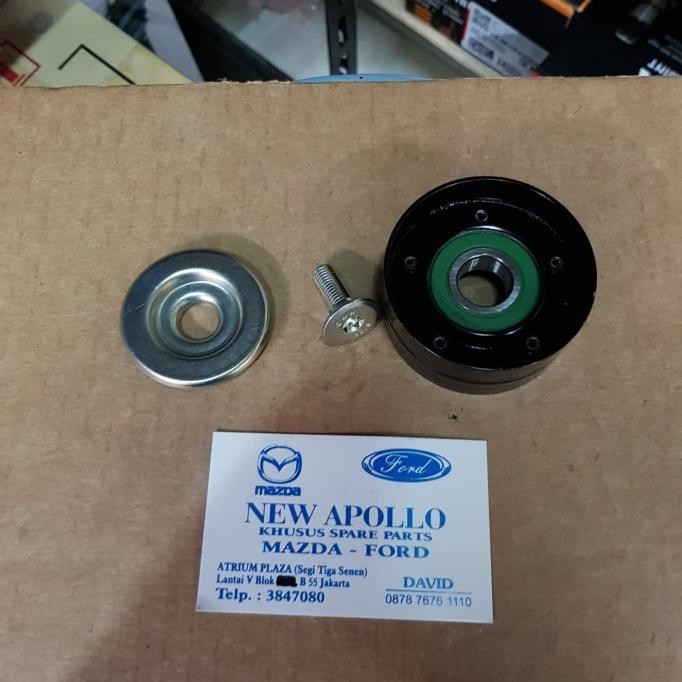 mazda
Ford
NEW APOLLO
KHUSUS SPARE PARTS
MAZDA - FORD
ATRIUM PLAZA (Segi Tiga Senen)
Lantai V Blok B 55 Jakarta
Telp. : 3847080
DAVID
0878 7676 1110